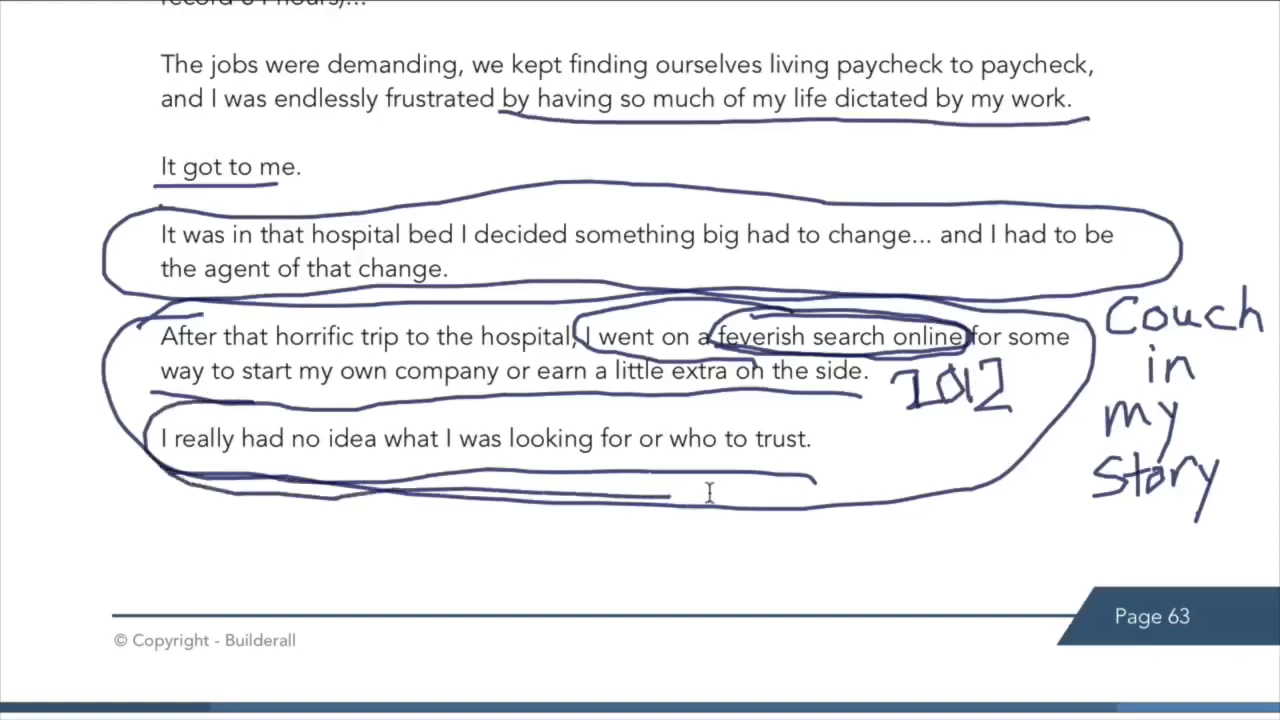 The jobs were demanding, we kept finding ourselves living paycheck to paycheck,
and I was endlessly frustrated by having so much of my life dictated by my work.
It got to me.
It was in that hospital bed I decided something big had to change... and I had to be
the agent of that change.
After that horrific trip to the hospital, I went on a feverish search online for some
way to start my own company or earn a little extra on the side.
I really had no idea what I was looking for or who to trust.
Couch
in
my
Story
Page 63
© Copyright - Builderall